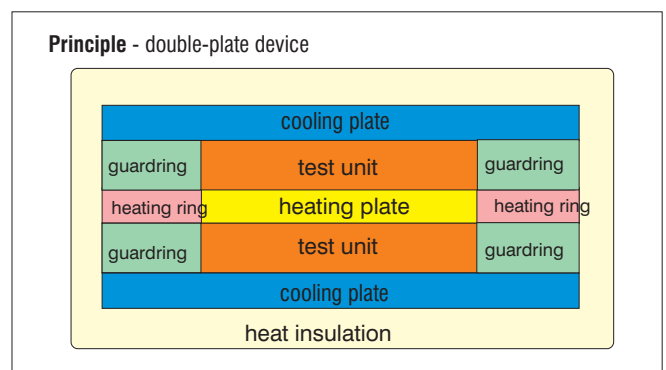 Principle - double-plate device
cooling plate
guardring test unit guardring
heating ring heating plate heating ring
guardring test unit guardring
cooling plate
heat insulation